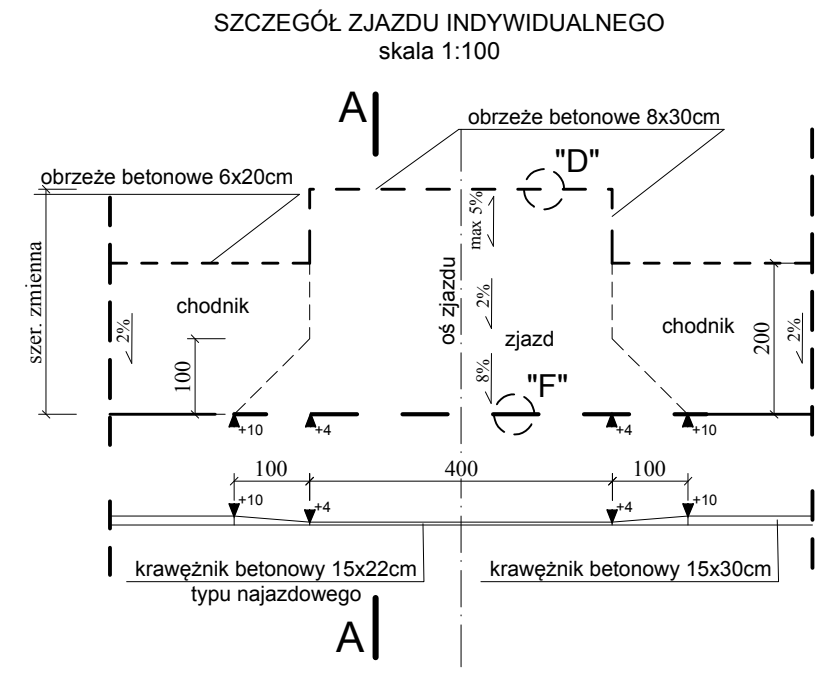 SZCZEGÓŁ ZJAZDU INDYWIDUALNEGO
skala 1:100
A
obrzeże betonowe 8x30cm
"D"
obrzeże betonowe 6x20cm
szer. zmienna
max 5%
oś zjazdu
chodnik
2%
2%
zjazd
chodnik
200
2%
100
8%
"F"
+10
+4
+4
+10
100
400
100
+10
+4
+4
+10
krawężnik betonowy 15x22cm
typu najazdowego
krawężnik betonowy 15x30cm
A